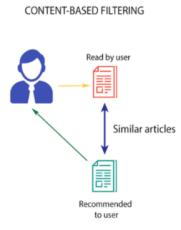 CONTENT-BASED FILTERING
Read by user
Similar articles
Recommended
to user